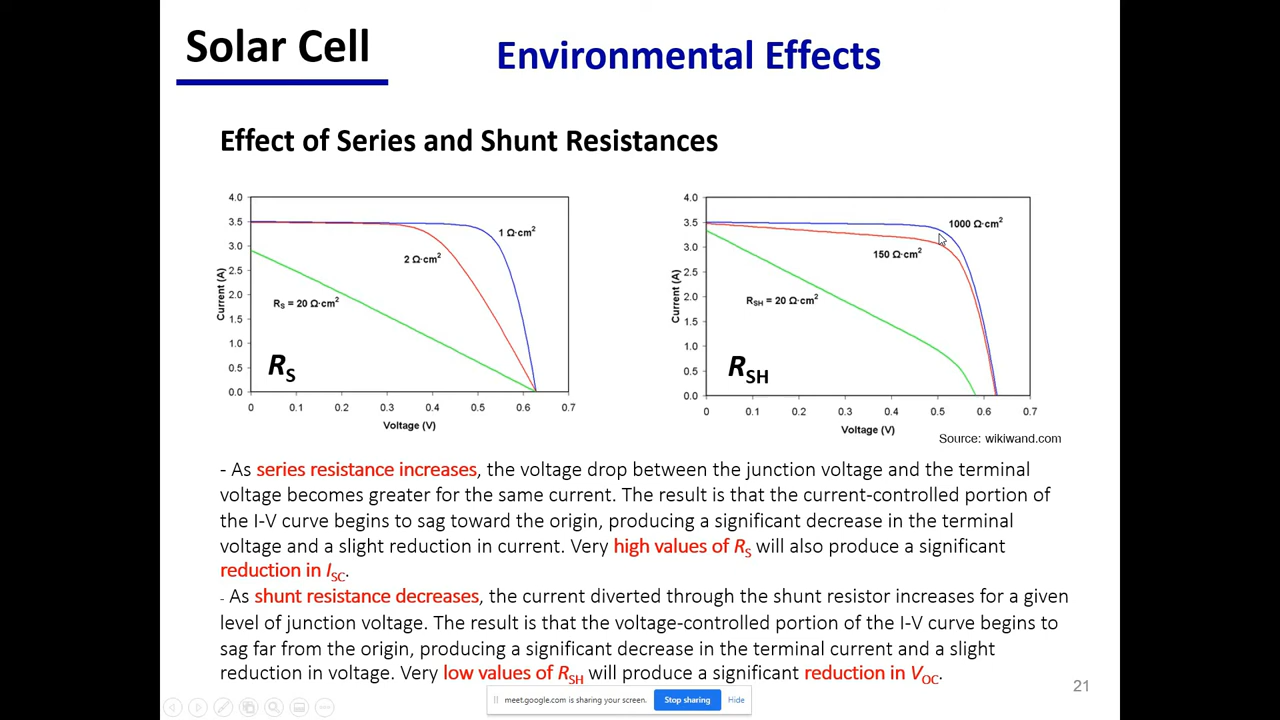 Solar Cell
Environmental Effects
Effect of Series and Shunt Resistances
4.0
3.5
3.0
2.5
2.0
1.5
1.0
0.5
0.0
Current (A)
1 Ω·cm²
2 Ω·cm²
R_S = 20 Ω·cm²
R_S
0 0.1 0.2 0.3 0.4 0.5 0.6 0.7
Voltage (V)
4.0
3.5
3.0
2.5
2.0
1.5
1.0
0.5
0.0
Current (A)
1000 Ω·cm²
150 Ω·cm²
R_SH = 20 Ω·cm²
R_SH
0 0.1 0.2 0.3 0.4 0.5 0.6 0.7
Voltage (V)
Source: wikiwand.com
- As series resistance increases, the voltage drop between the junction voltage and the terminal
voltage becomes greater for the same current. The result is that the current-controlled portion of
the I-V curve begins to sag toward the origin, producing a significant decrease in the terminal
voltage and a slight reduction in current. Very high values of R_S will also produce a significant
reduction in I_SC.
- As shunt resistance decreases, the current diverted through the shunt resistor increases for a given
level of junction voltage. The result is that the voltage-controlled portion of the I-V curve begins to
sag far from the origin, producing a significant decrease in the terminal current and a slight
reduction in voltage. Very low values of R_SH will produce a significant reduction in V_OC.
21
meet.google.com is sharing your screen.
Stop sharing
Hide